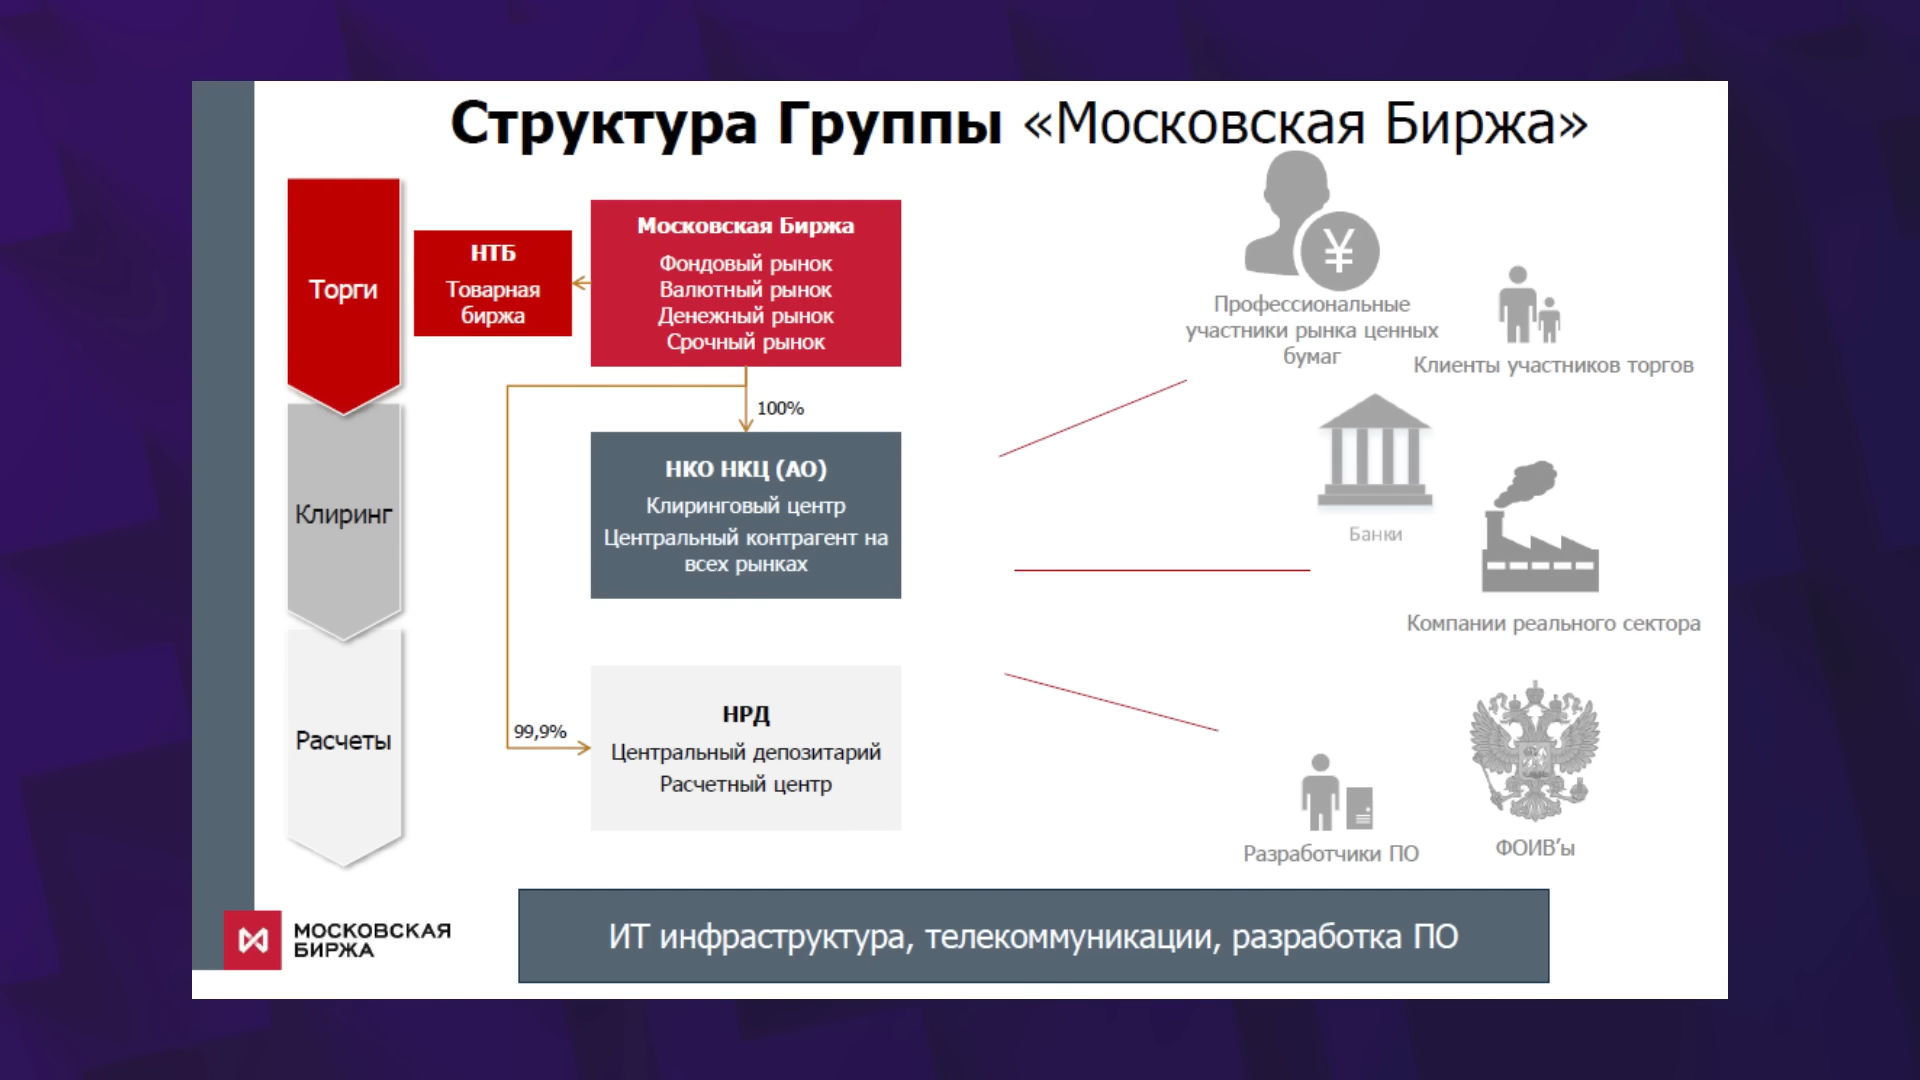 Структура Группы «Московская Биржа»
Торги
НТБ
Товарная
биржа
Московская Биржа
Фондовый рынок
Валютный рынок
Денежный рынок
Срочный рынок
100%
Клиринг
НКО НКЦ (АО)
Клиринговый центр
Центральный контрагент на
всех рынках
Расчеты
99,9%
НРД
Центральный депозитарий
Расчетный центр
¥
Профессиональные
участники рынка ценных
бумаг
Клиенты участников торгов
Банки
Компании реального сектора
Разработчики ПО
ФОИВ’ы
МОСКОВСКАЯ
БИРЖА
ИТ инфраструктура, телекоммуникации, разработка ПО